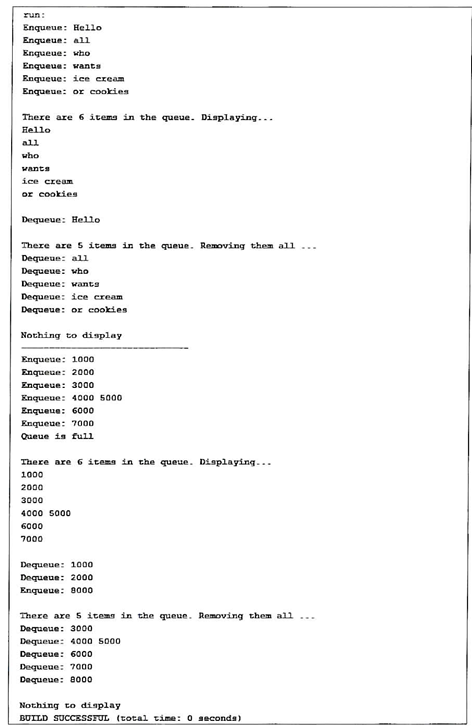 run:
Enqueue: Hello
Enqueue: all
Enqueue: who
Enqueue: wants
Enqueue: ice cream
Enqueue: or cookies
There are 6 items in the queue. Displaying...
Hello
all
who
wants
ice cream
or cookies
Dequeue: Hello
There are 5 items in the queue. Removing them all ...
Dequeue: all
Dequeue: who
Dequeue: wants
Dequeue: ice cream
Dequeue: or cookies
Nothing to display
Enqueue: 1000
Enqueue: 2000
Enqueue: 3000
Enqueue: 4000 5000
Enqueue: 6000
Enqueue: 7000
Queue is full
There are 6 items in the queue. Displaying...
1000
2000
3000
4000 5000
6000
7000
Dequeue: 1000
Dequeue: 2000
Enqueue: 8000
There are 5 items in the queue. Removing them all ...
Dequeue: 3000
Dequeue: 4000 5000
Dequeue: 6000
Dequeue: 7000
Dequeue: 8000
Nothing to display
BUILD SUCCESSFUL (total time: 0 seconds)